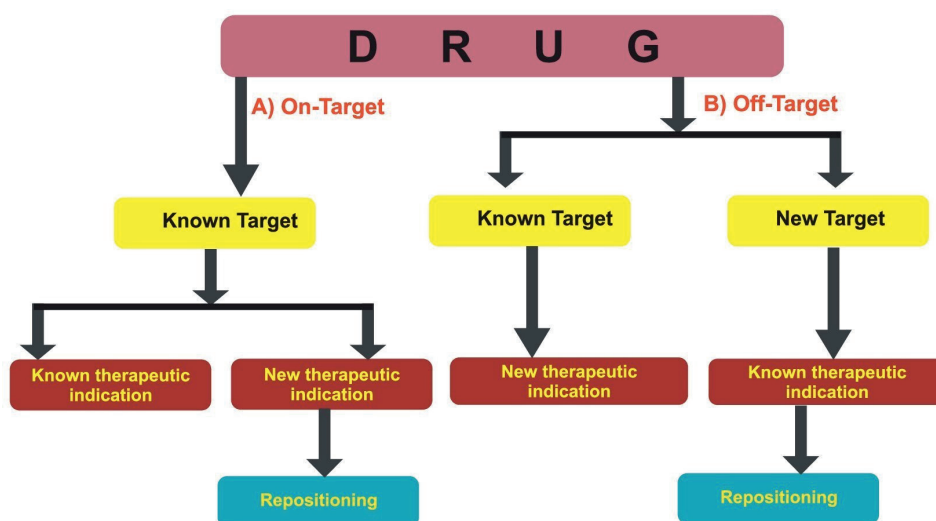 D R U G
A) On-Target
B) Off-Target
Known Target
Known Target
New Target
Known therapeutic
indication
New therapeutic
indication
New therapeutic
indication
Known therapeutic
indication
Repositioning
Repositioning